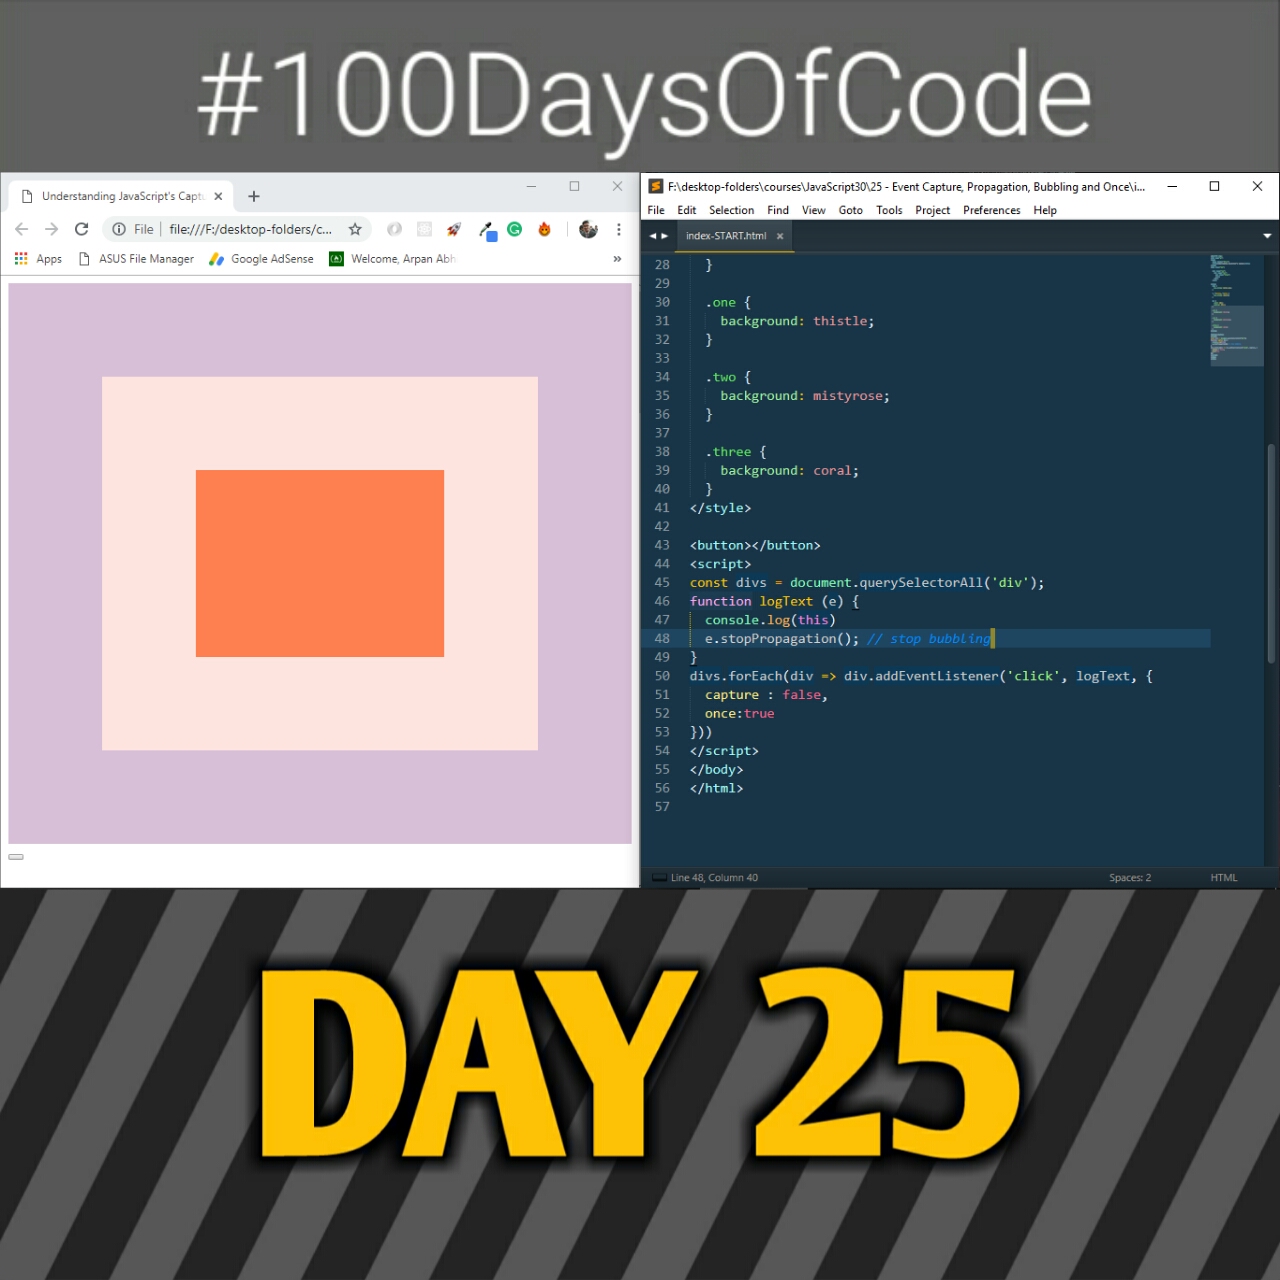 #100DaysOfCode
Understanding JavaScript's Capt
File file:///F:/desktop-folders/c...
Apps ASUS File Manager Google AdSense Welcome, Arpan Abh
»
F:\desktop-folders\courses\JavaScript30\25 - Event Capture, Propagation, Bubbling and Once\i...
File Edit Selection Find View Goto Tools Project Preferences Help
index-START.html
28 }
29
30 .one {
31 background: thistle;
32 }
33
34 .two {
35 background: mistyrose;
36 }
37
38 .three {
39 background: coral;
40 }
41 </style>
42
43 <button></button>
44 <script>
45 const divs = document.querySelectorAll('div');
46 function logText (e) {
47 console.log(this)
48 e.stopPropagation(); // stop bubbling
49 }
50 divs.forEach(div => div.addEventListener('click', logText, {
51 capture : false,
52 once:true
53 }))
54 </script>
55 </body>
56 </html>
57
Line 48, Column 40 Spaces: 2 HTML
DAY 25